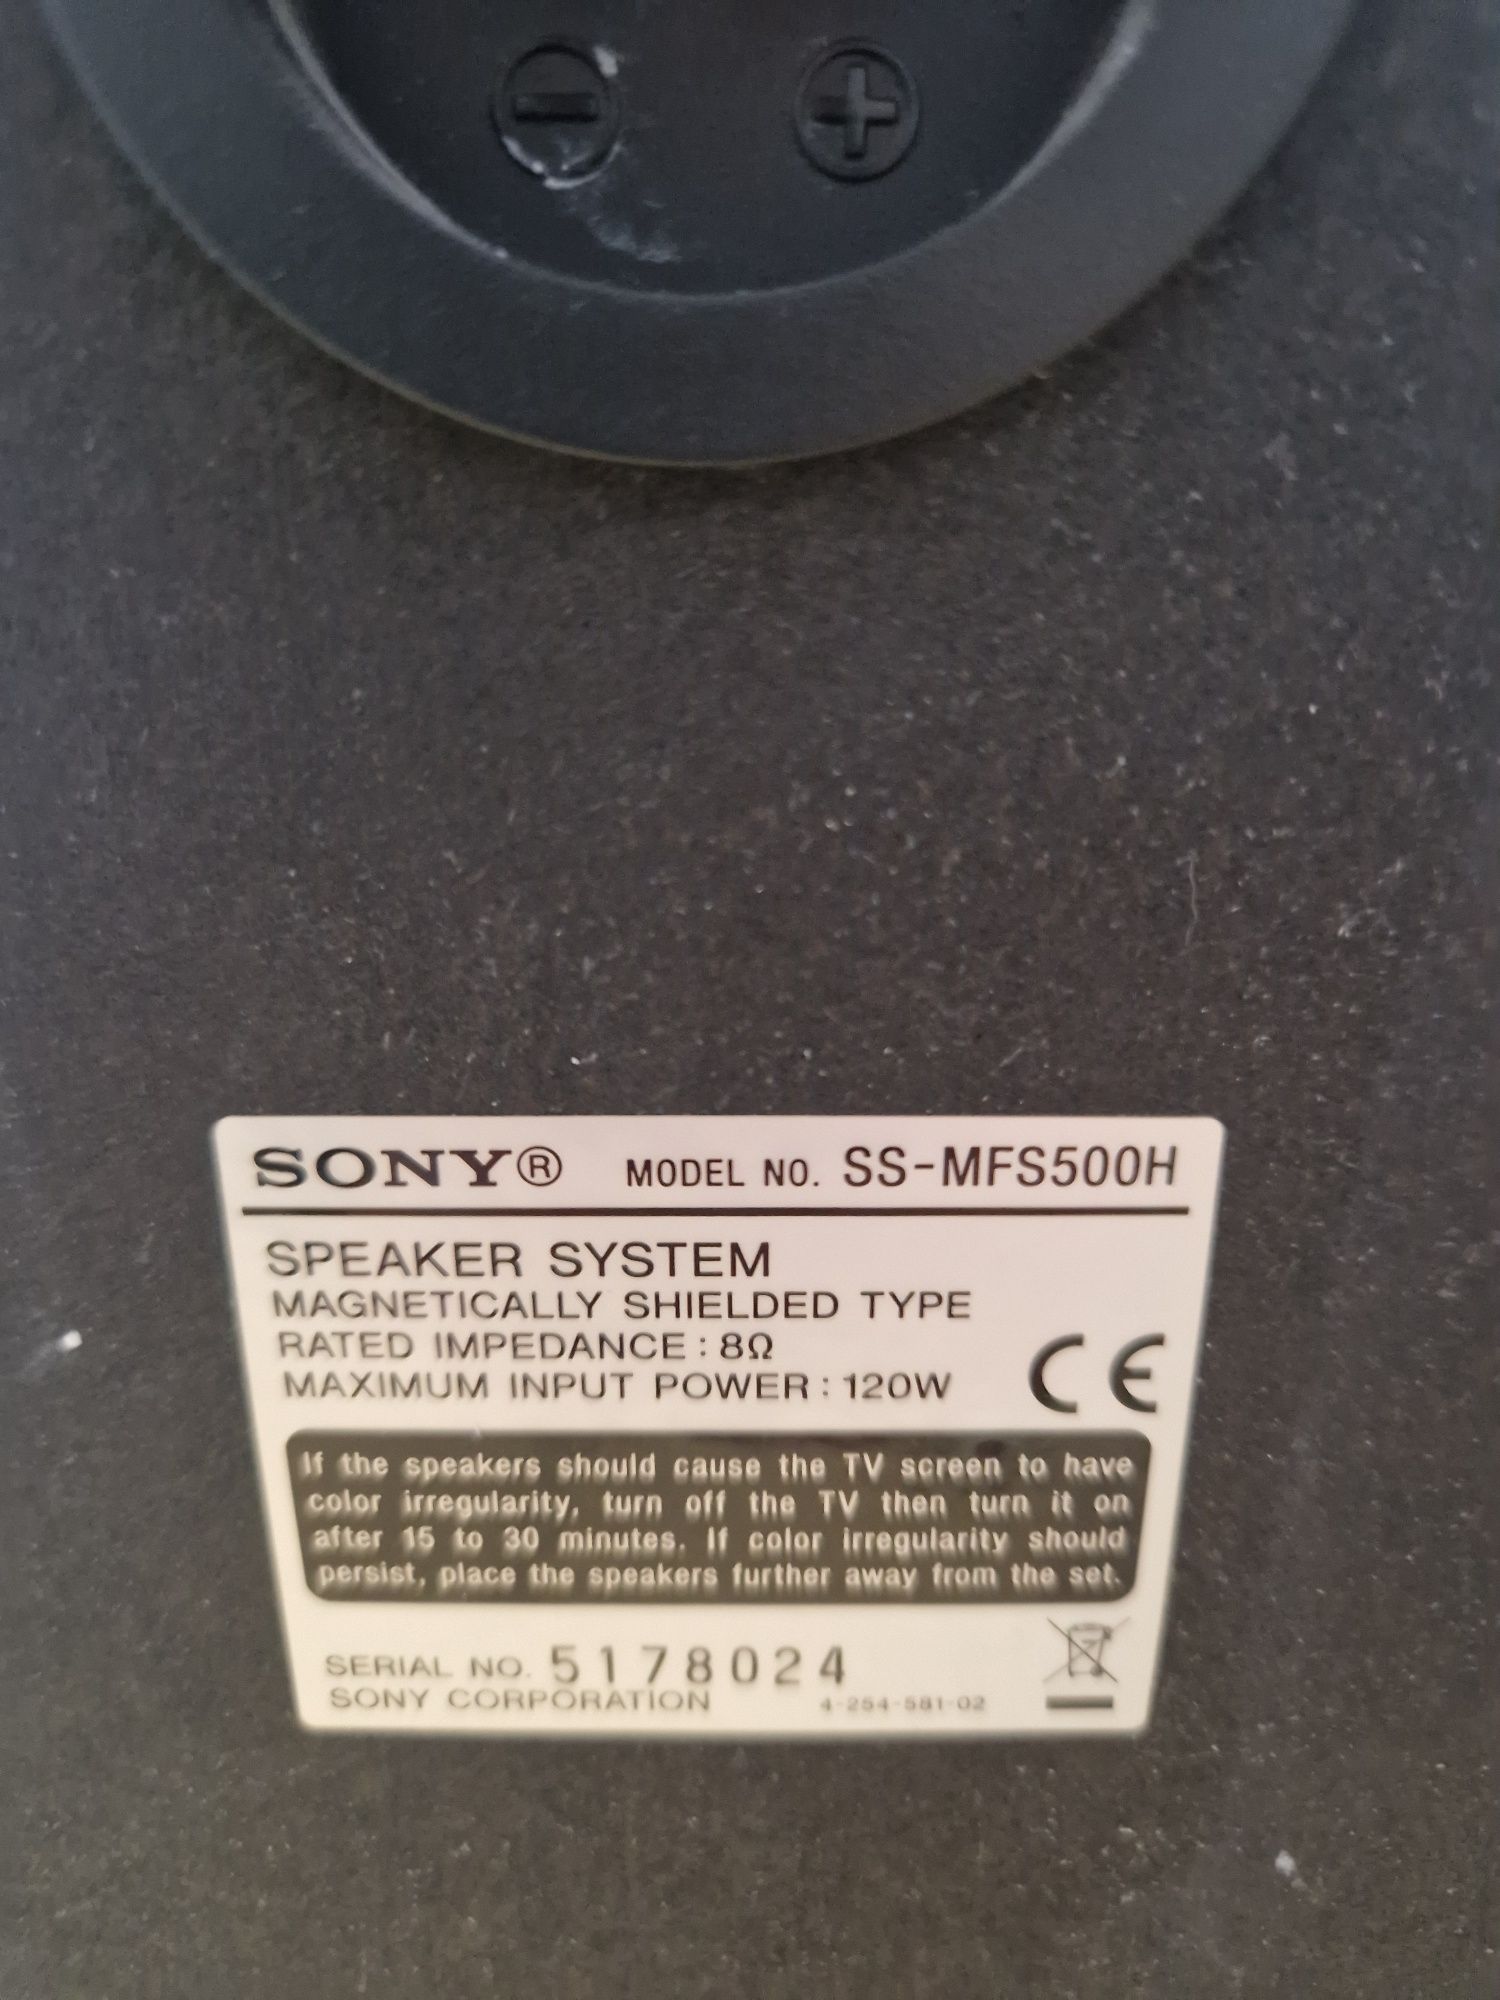 − +
SONY® MODEL NO. SS-MFS500H
SPEAKER SYSTEM
MAGNETICALLY SHIELDED TYPE
RATED IMPEDANCE : 8Ω
MAXIMUM INPUT POWER : 120W
CE
If the speakers should cause the TV screen to have
color irregularity, turn off the TV then turn it on
after 15 to 30 minutes. If color irregularity should
persist, place the speakers further away from the set.
SERIAL NO. 5178024
SONY CORPORATION 4-254-581-02